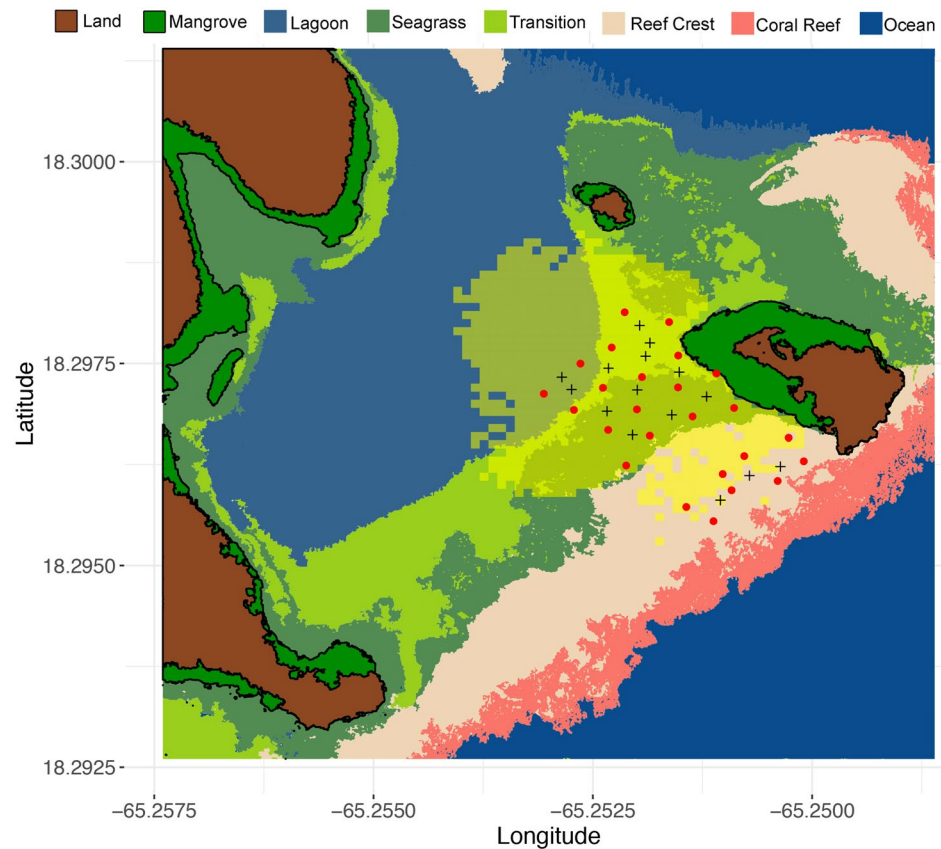 Land Mangrove Lagoon Seagrass Transition Reef Crest Coral Reef Ocean
18.3000
18.2975
18.2950
18.2925
Latitude
−65.2575 −65.2550 −65.2525 −65.2500
Longitude